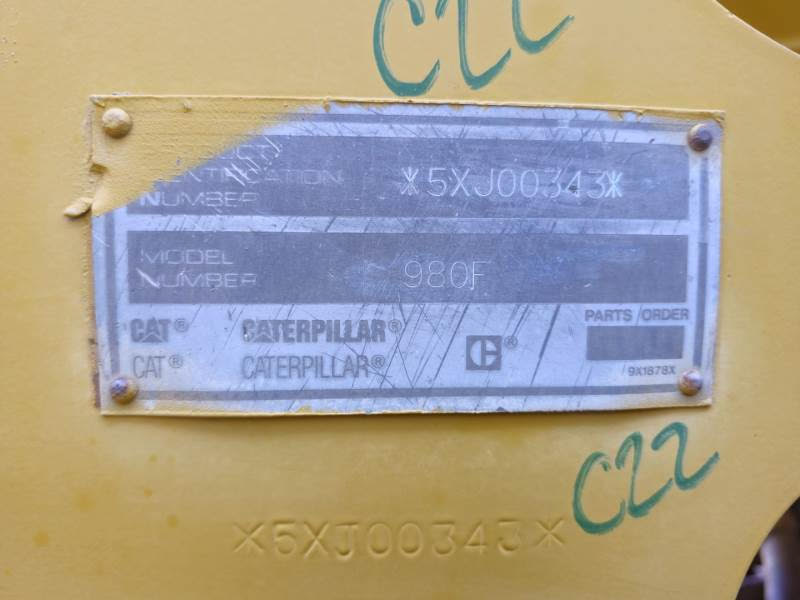 C22
NUMBER *5XJ00343*
MODEL
NUMBER 980F
PARTS/ORDER
CAT® CATERPILLAR® C®
CAT® CATERPILLAR®
9X1878X
C22
*5XJ00343*